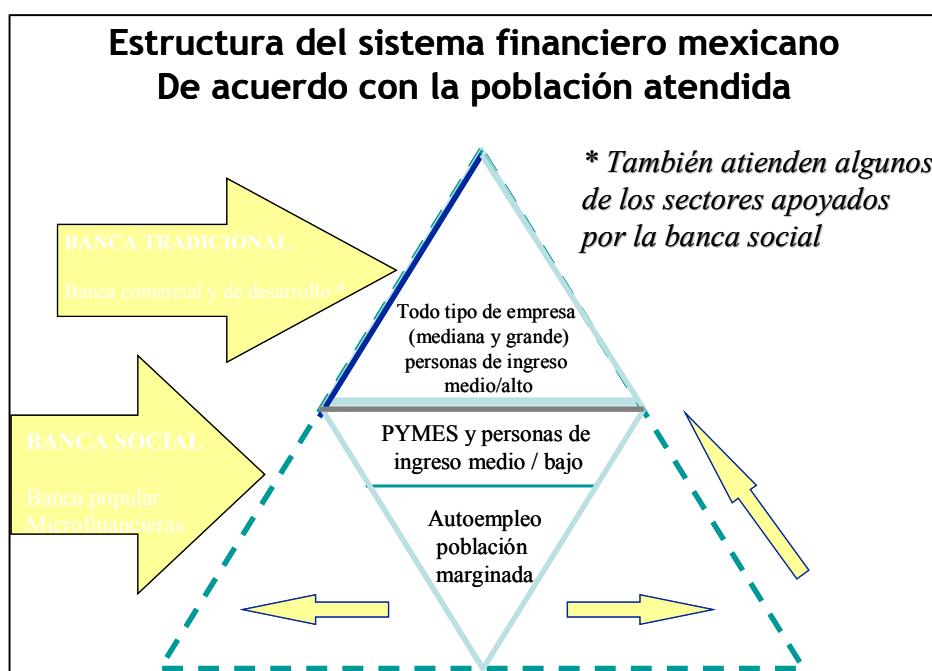 Estructura del sistema financiero mexicano
De acuerdo con la población atendida
* También atienden algunos
de los sectores apoyados
por la banca social
BANCA TRADICIONAL
Banca comercial y de desarrollo *
Todo tipo de empresa
(mediana y grande)
personas de ingreso
medio/alto
BANCA SOCIAL
Banca popular
Microfinancieras
PYMES y personas de
ingreso medio / bajo
Autoempleo
población
marginada